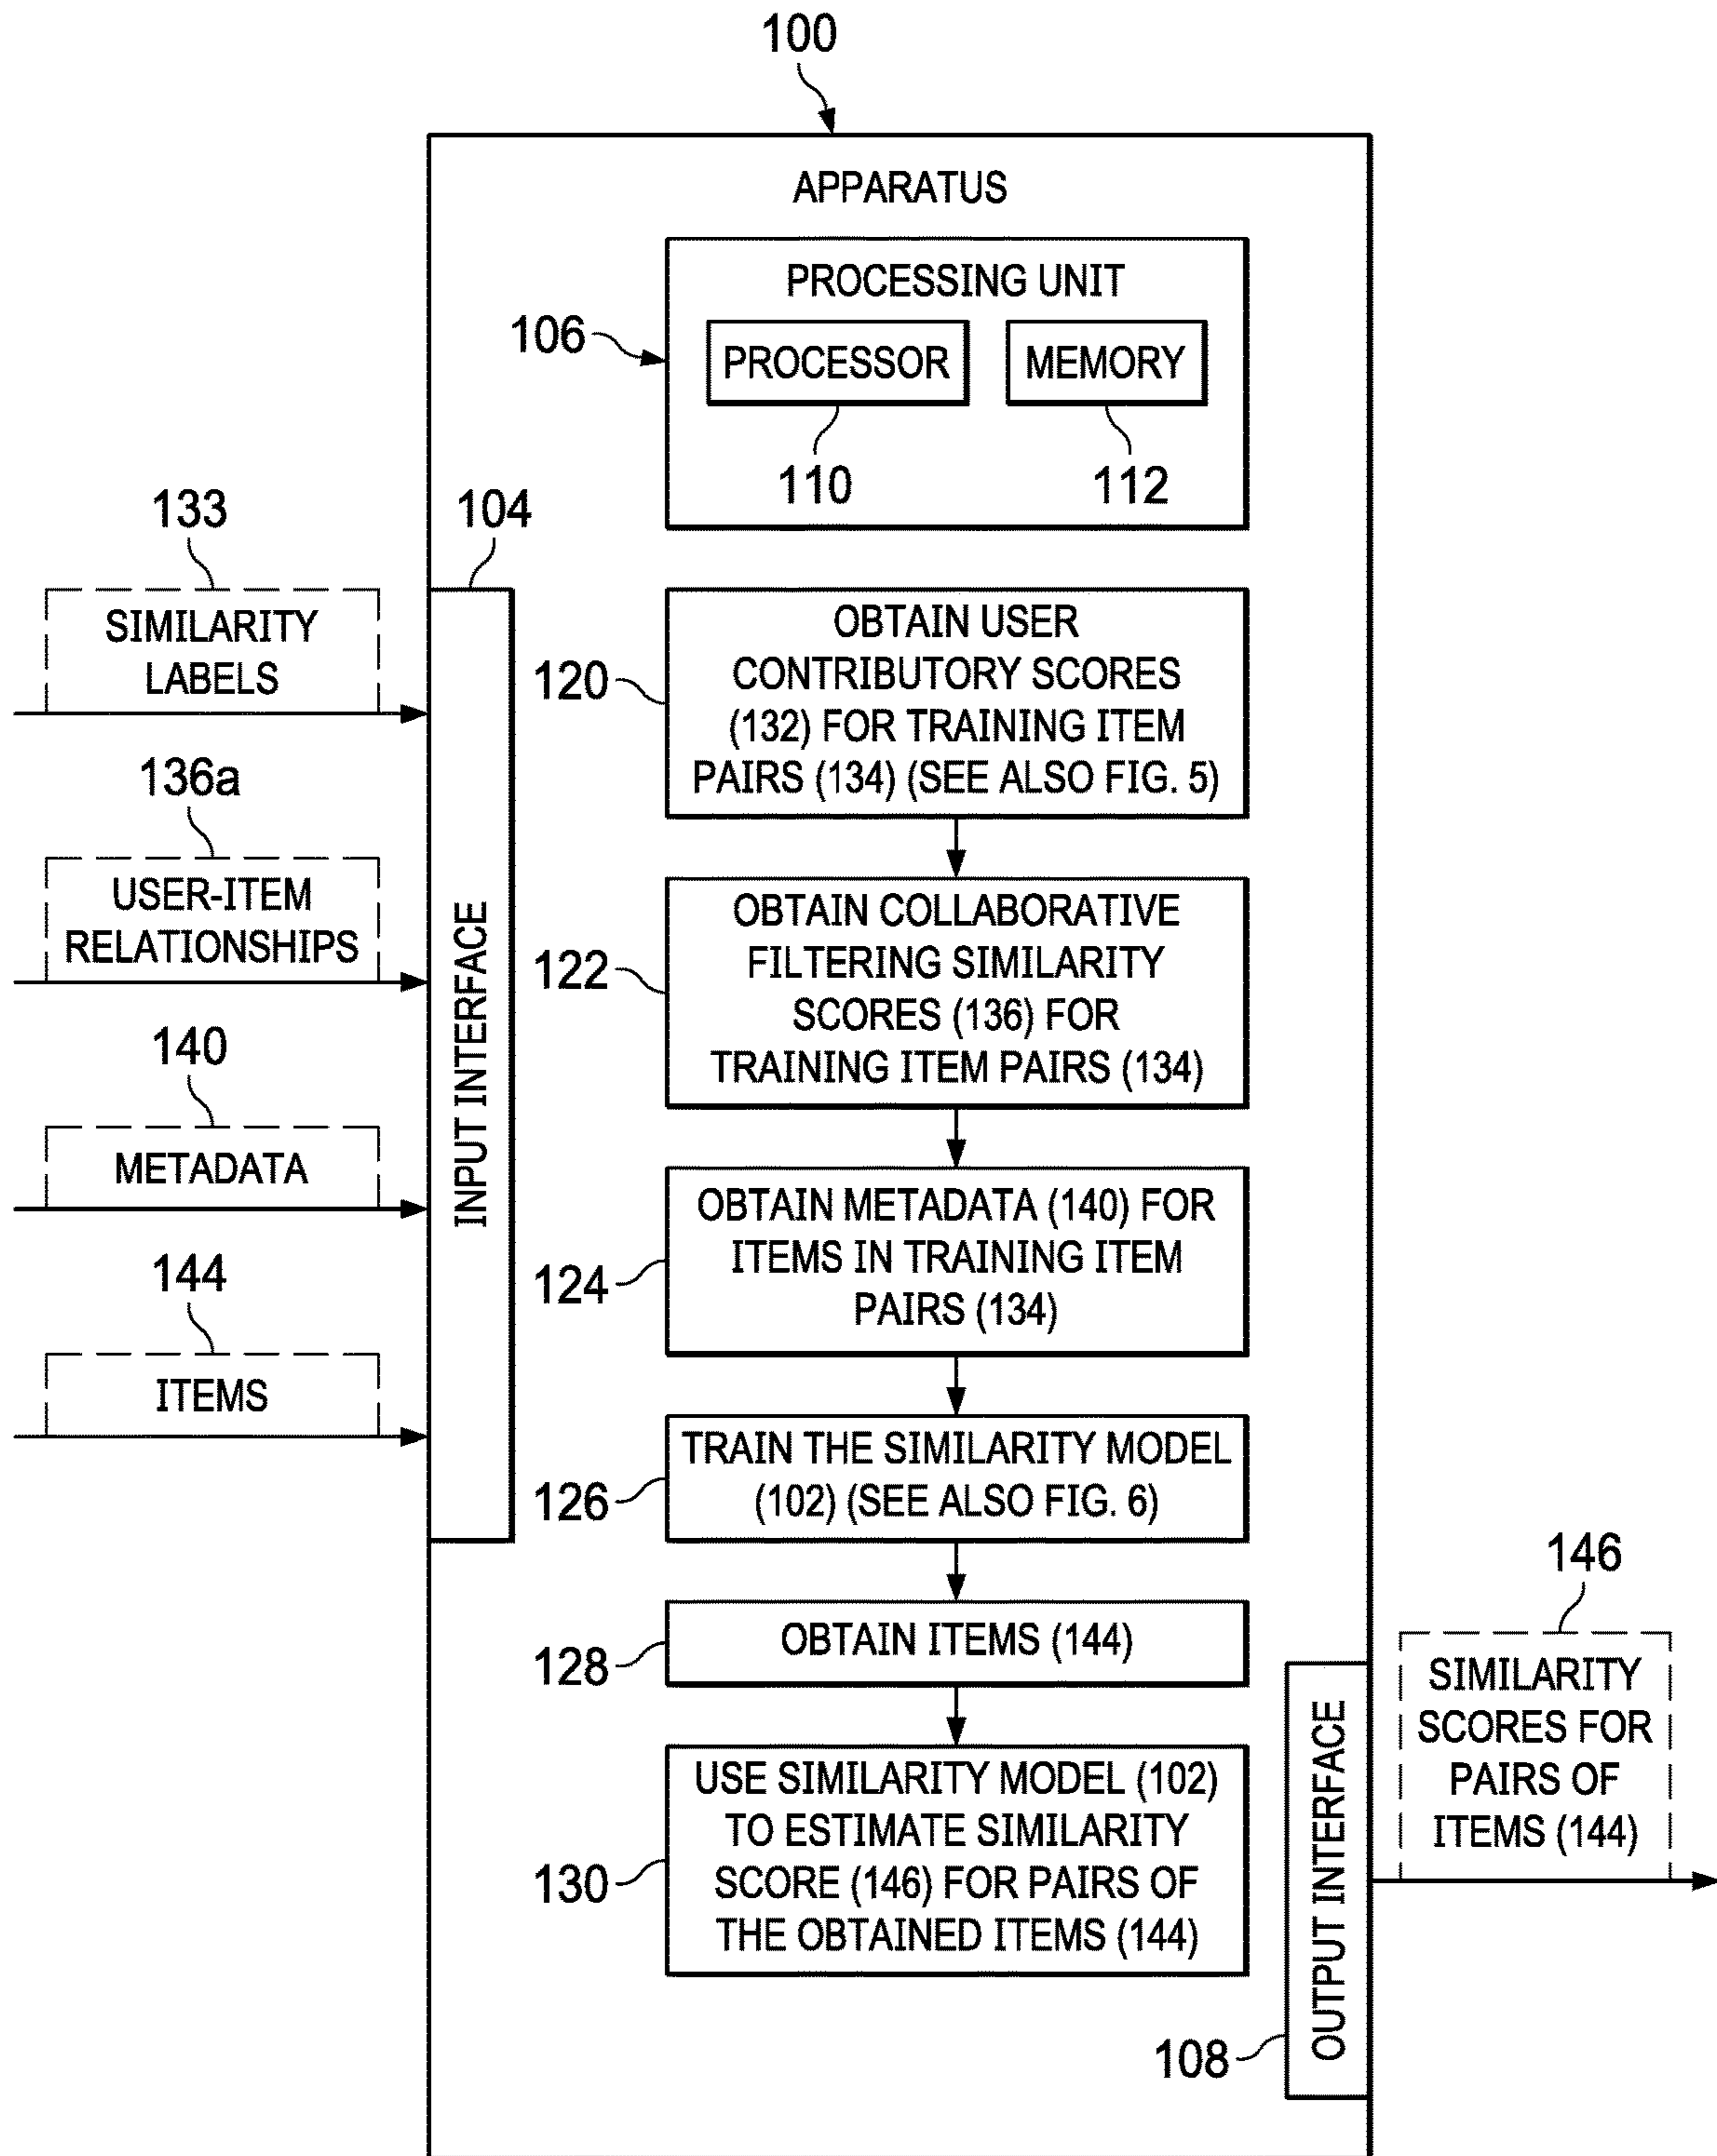 100
APPARATUS
PROCESSING UNIT
106
PROCESSOR
MEMORY
110
112
133
SIMILARITY
LABELS
136a
USER-ITEM
RELATIONSHIPS
140
METADATA
144
ITEMS
104
INPUT INTERFACE
120
OBTAIN USER
CONTRIBUTORY SCORES
(132) FOR TRAINING ITEM
PAIRS (134) (SEE ALSO FIG. 5)
122
OBTAIN COLLABORATIVE
FILTERING SIMILARITY
SCORES (136) FOR
TRAINING ITEM PAIRS (134)
124
OBTAIN METADATA (140) FOR
ITEMS IN TRAINING ITEM
PAIRS (134)
126
TRAIN THE SIMILARITY MODEL
(102) (SEE ALSO FIG. 6)
128
OBTAIN ITEMS (144)
130
USE SIMILARITY MODEL (102)
TO ESTIMATE SIMILARITY
SCORE (146) FOR PAIRS OF
THE OBTAINED ITEMS (144)
108
OUTPUT INTERFACE
146
SIMILARITY
SCORES FOR
PAIRS OF
ITEMS (144)